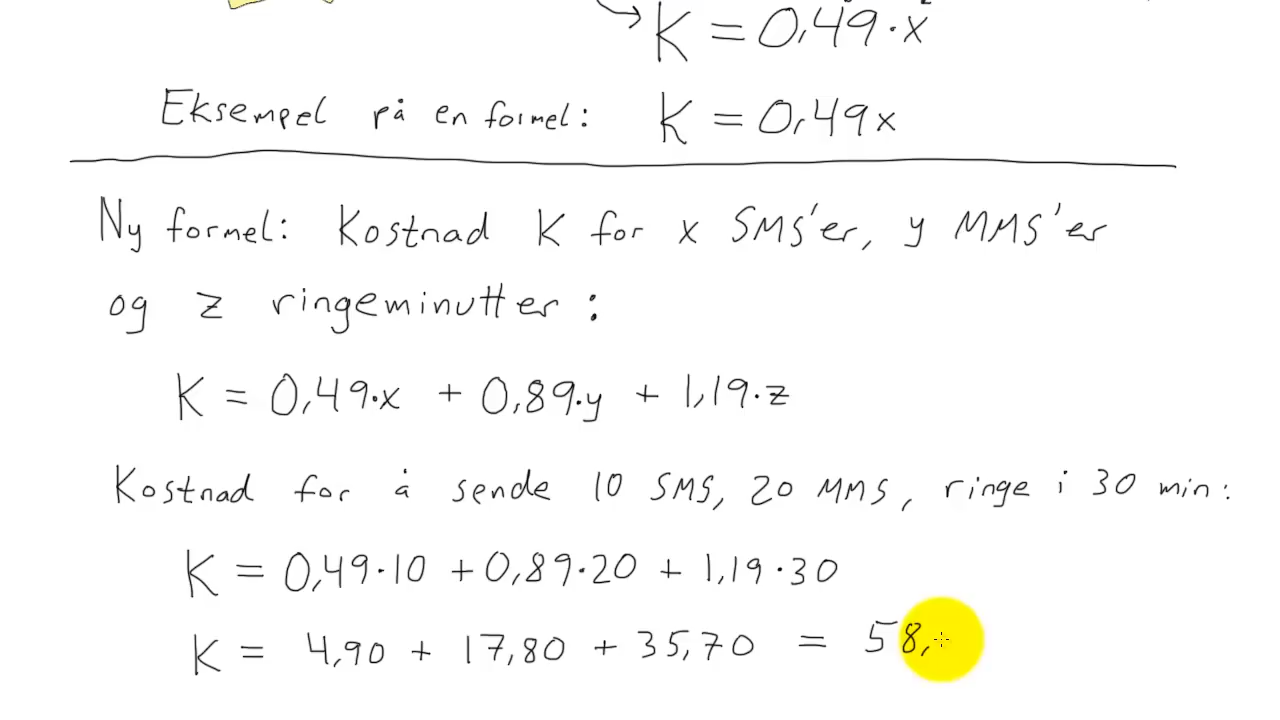 K = 0,49·x
Eksempel på en formel: K = 0,49x
Ny formel: Kostnad K for x SMS'er, y MMS'er
og z ringeminutter:
K = 0,49·x + 0,89·y + 1,19·z
Kostnad for å sende 10 SMS, 20 MMS, ringe i 30 min:
K = 0,49·10 + 0,89·20 + 1,19·30
K = 4,90 + 17,80 + 35,70 = 58,